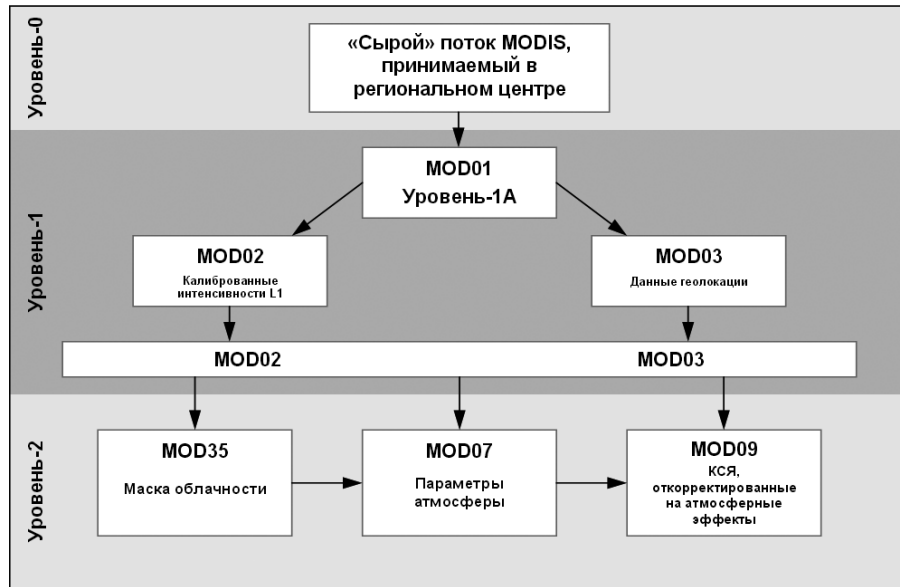 Уровень-0
«Сырой» поток MODIS,
принимаемый в
региональном центре
Уровень-1
MOD01
Уровень-1А
MOD02
Калиброванные
интенсивности L1
MOD03
Данные геолокации
MOD02 MOD03
Уровень-2
MOD35
Маска облачности
MOD07
Параметры
атмосферы
MOD09
КСЯ,
откорректированные
на атмосферные
эффекты